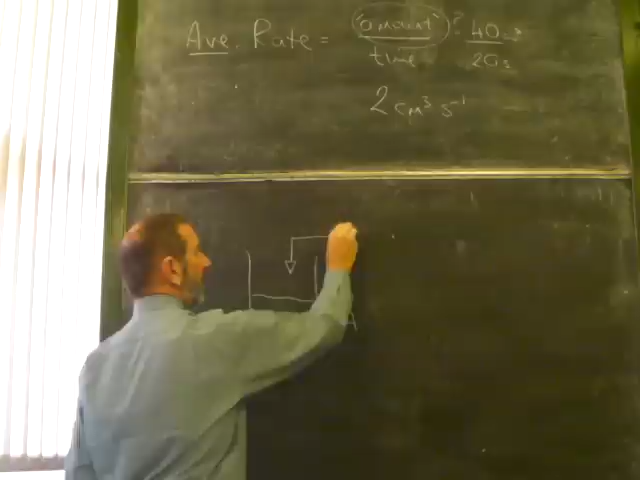 Ave. Rate = "amount"? 40
time 20s
2 cm³ s⁻¹
A